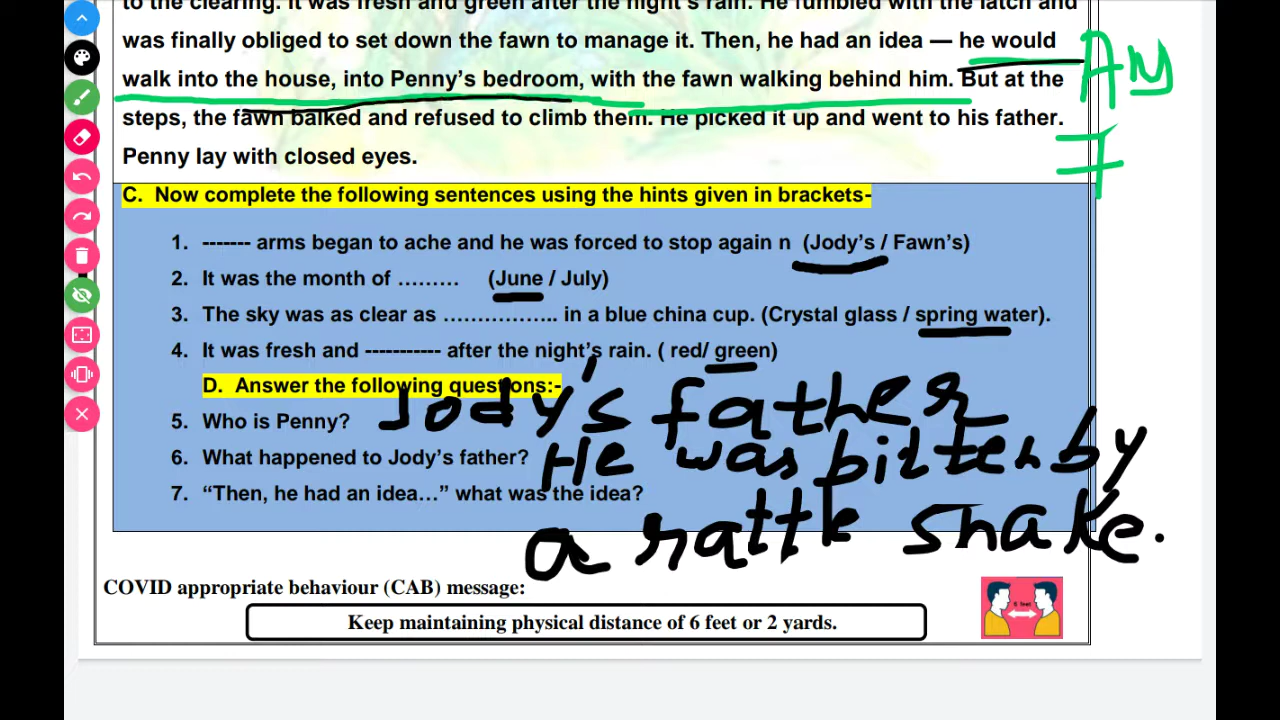 to the clearing. It was fresh and green after the night's rain. He fumbled with the latch and
was finally obliged to set down the fawn to manage it. Then, he had an idea — he would
walk into the house, into Penny's bedroom, with the fawn walking behind him. But at the
steps, the fawn balked and refused to climb them. He picked it up and went to his father.
Penny lay with closed eyes.
Ans
7
C. Now complete the following sentences using the hints given in brackets-
1. ------- arms began to ache and he was forced to stop again n (Jody's / Fawn's)
2. It was the month of ……… (June / July)
3. The sky was as clear as …………….. in a blue china cup. (Crystal glass / spring water).
4. It was fresh and ----------- after the night's rain. ( red/ green)
D. Answer the following questions:-
5. Who is Penny? Jody's father
6. What happened to Jody's father? He was bitten by
7. "Then, he had an idea…" what was the idea?
a rattle snake.
COVID appropriate behaviour (CAB) message:
6 feet
Keep maintaining physical distance of 6 feet or 2 yards.